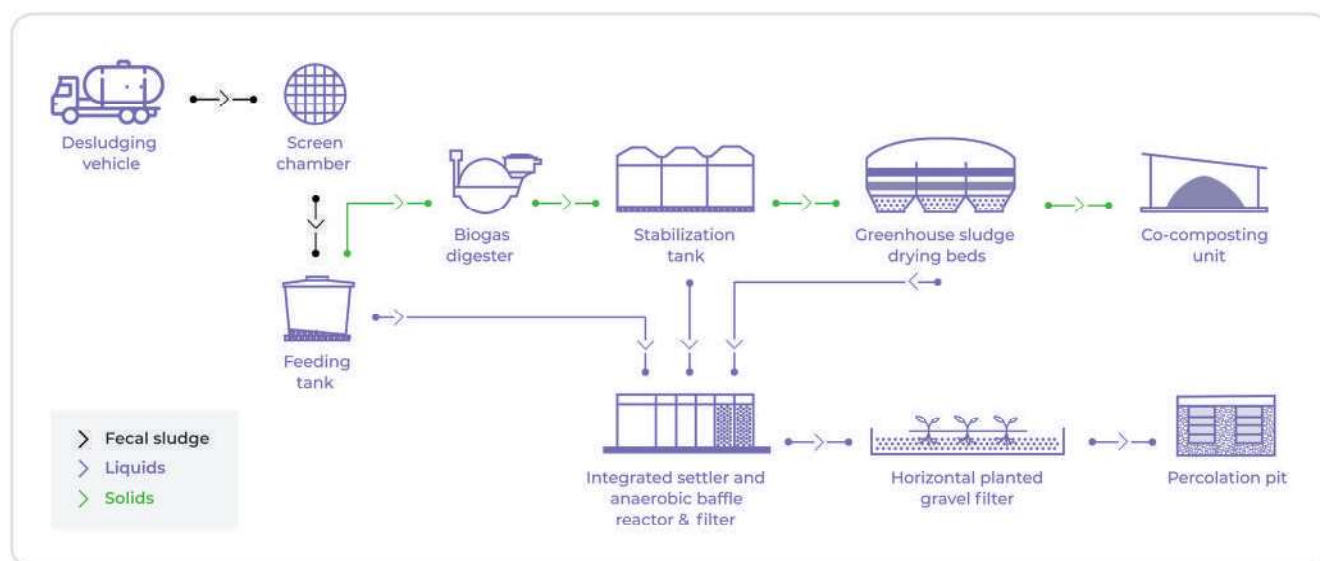 Desludging
vehicle
Screen
chamber
Biogas
digester
Stabilization
tank
Greenhouse sludge
drying beds
Co-composting
unit
Feeding
tank
Fecal sludge
Liquids
Solids
Integrated settler and
anaerobic baffle
reactor & filter
Horizontal planted
gravel filter
Percolation pit